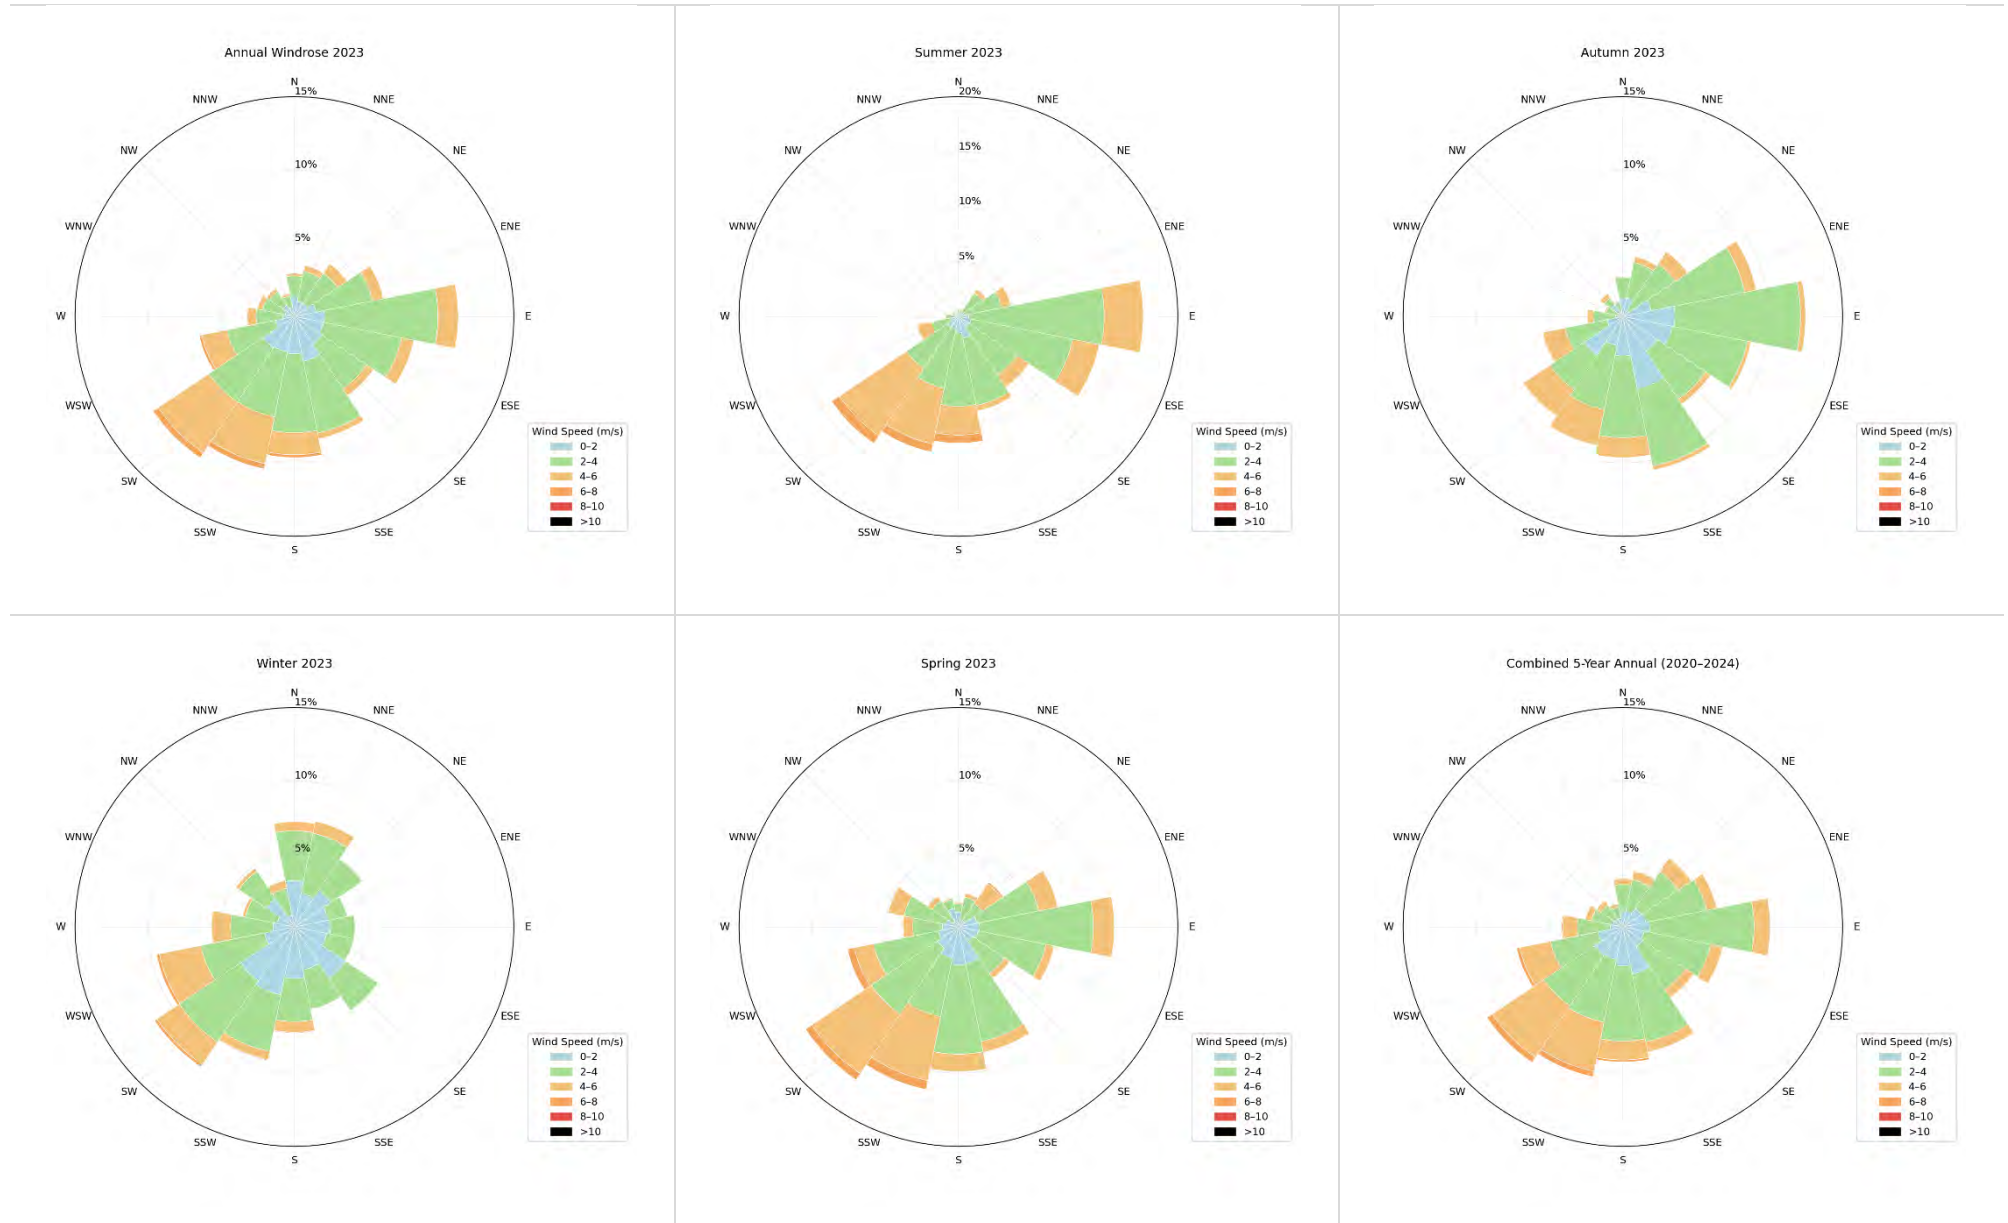 Annual Windrose 2023
N
15%
NNW
NNE
NW
NE
10%
WNW
ENE
5%
W
E
WSW
ESE
SW
SE
SSW
SSE
S
Wind Speed (m/s)
0–2
2–4
4–6
6–8
8–10
>10
Summer 2023
N
20%
NNW
NNE
NW
NE
15%
10%
WNW
ENE
5%
W
E
WSW
ESE
SW
SE
SSW
SSE
S
Wind Speed (m/s)
0–2
2–4
4–6
6–8
8–10
>10
Autumn 2023
N
15%
NNW
NNE
NW
NE
10%
WNW
ENE
5%
W
E
WSW
ESE
SW
SE
SSW
SSE
S
Wind Speed (m/s)
0–2
2–4
4–6
6–8
8–10
>10
Winter 2023
N
15%
NNW
NNE
NW
NE
10%
WNW
ENE
5%
W
E
WSW
ESE
SW
SE
SSW
SSE
S
Wind Speed (m/s)
0–2
2–4
4–6
6–8
8–10
>10
Spring 2023
N
15%
NNW
NNE
NW
NE
10%
WNW
ENE
5%
W
E
WSW
ESE
SW
SE
SSW
SSE
S
Wind Speed (m/s)
0–2
2–4
4–6
6–8
8–10
>10
Combined 5-Year Annual (2020–2024)
N
15%
NNW
NNE
NW
NE
10%
WNW
ENE
5%
W
E
WSW
ESE
SW
SE
SSW
SSE
S
Wind Speed (m/s)
0–2
2–4
4–6
6–8
8–10
>10